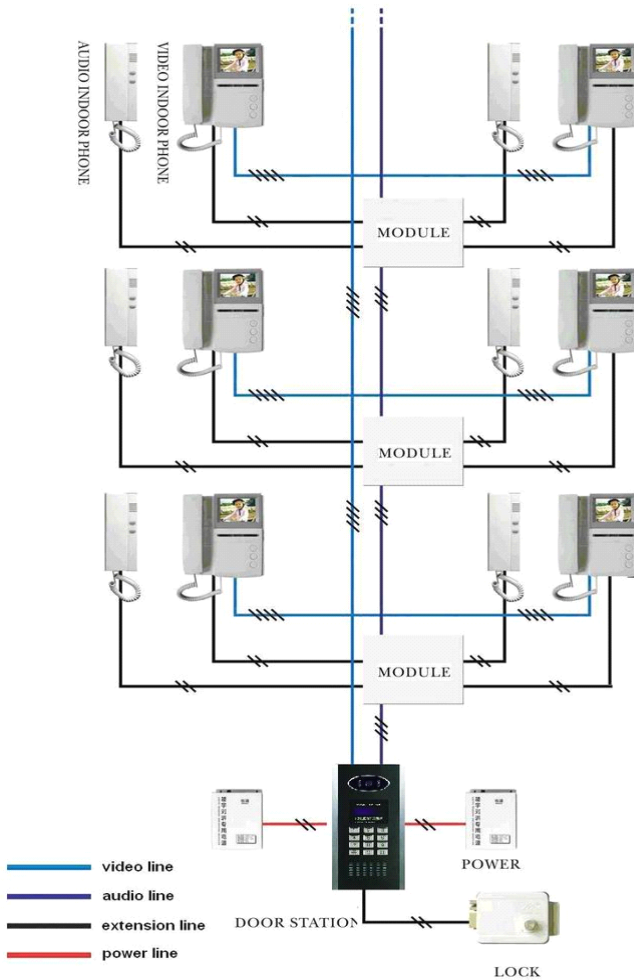 AUDIO INDOOR PHONE
VIDEO INDOOR PHONE
MODULE
MODULE
MODULE
POWER
video line
audio line
extension line
power line
DOOR STATION
LOCK